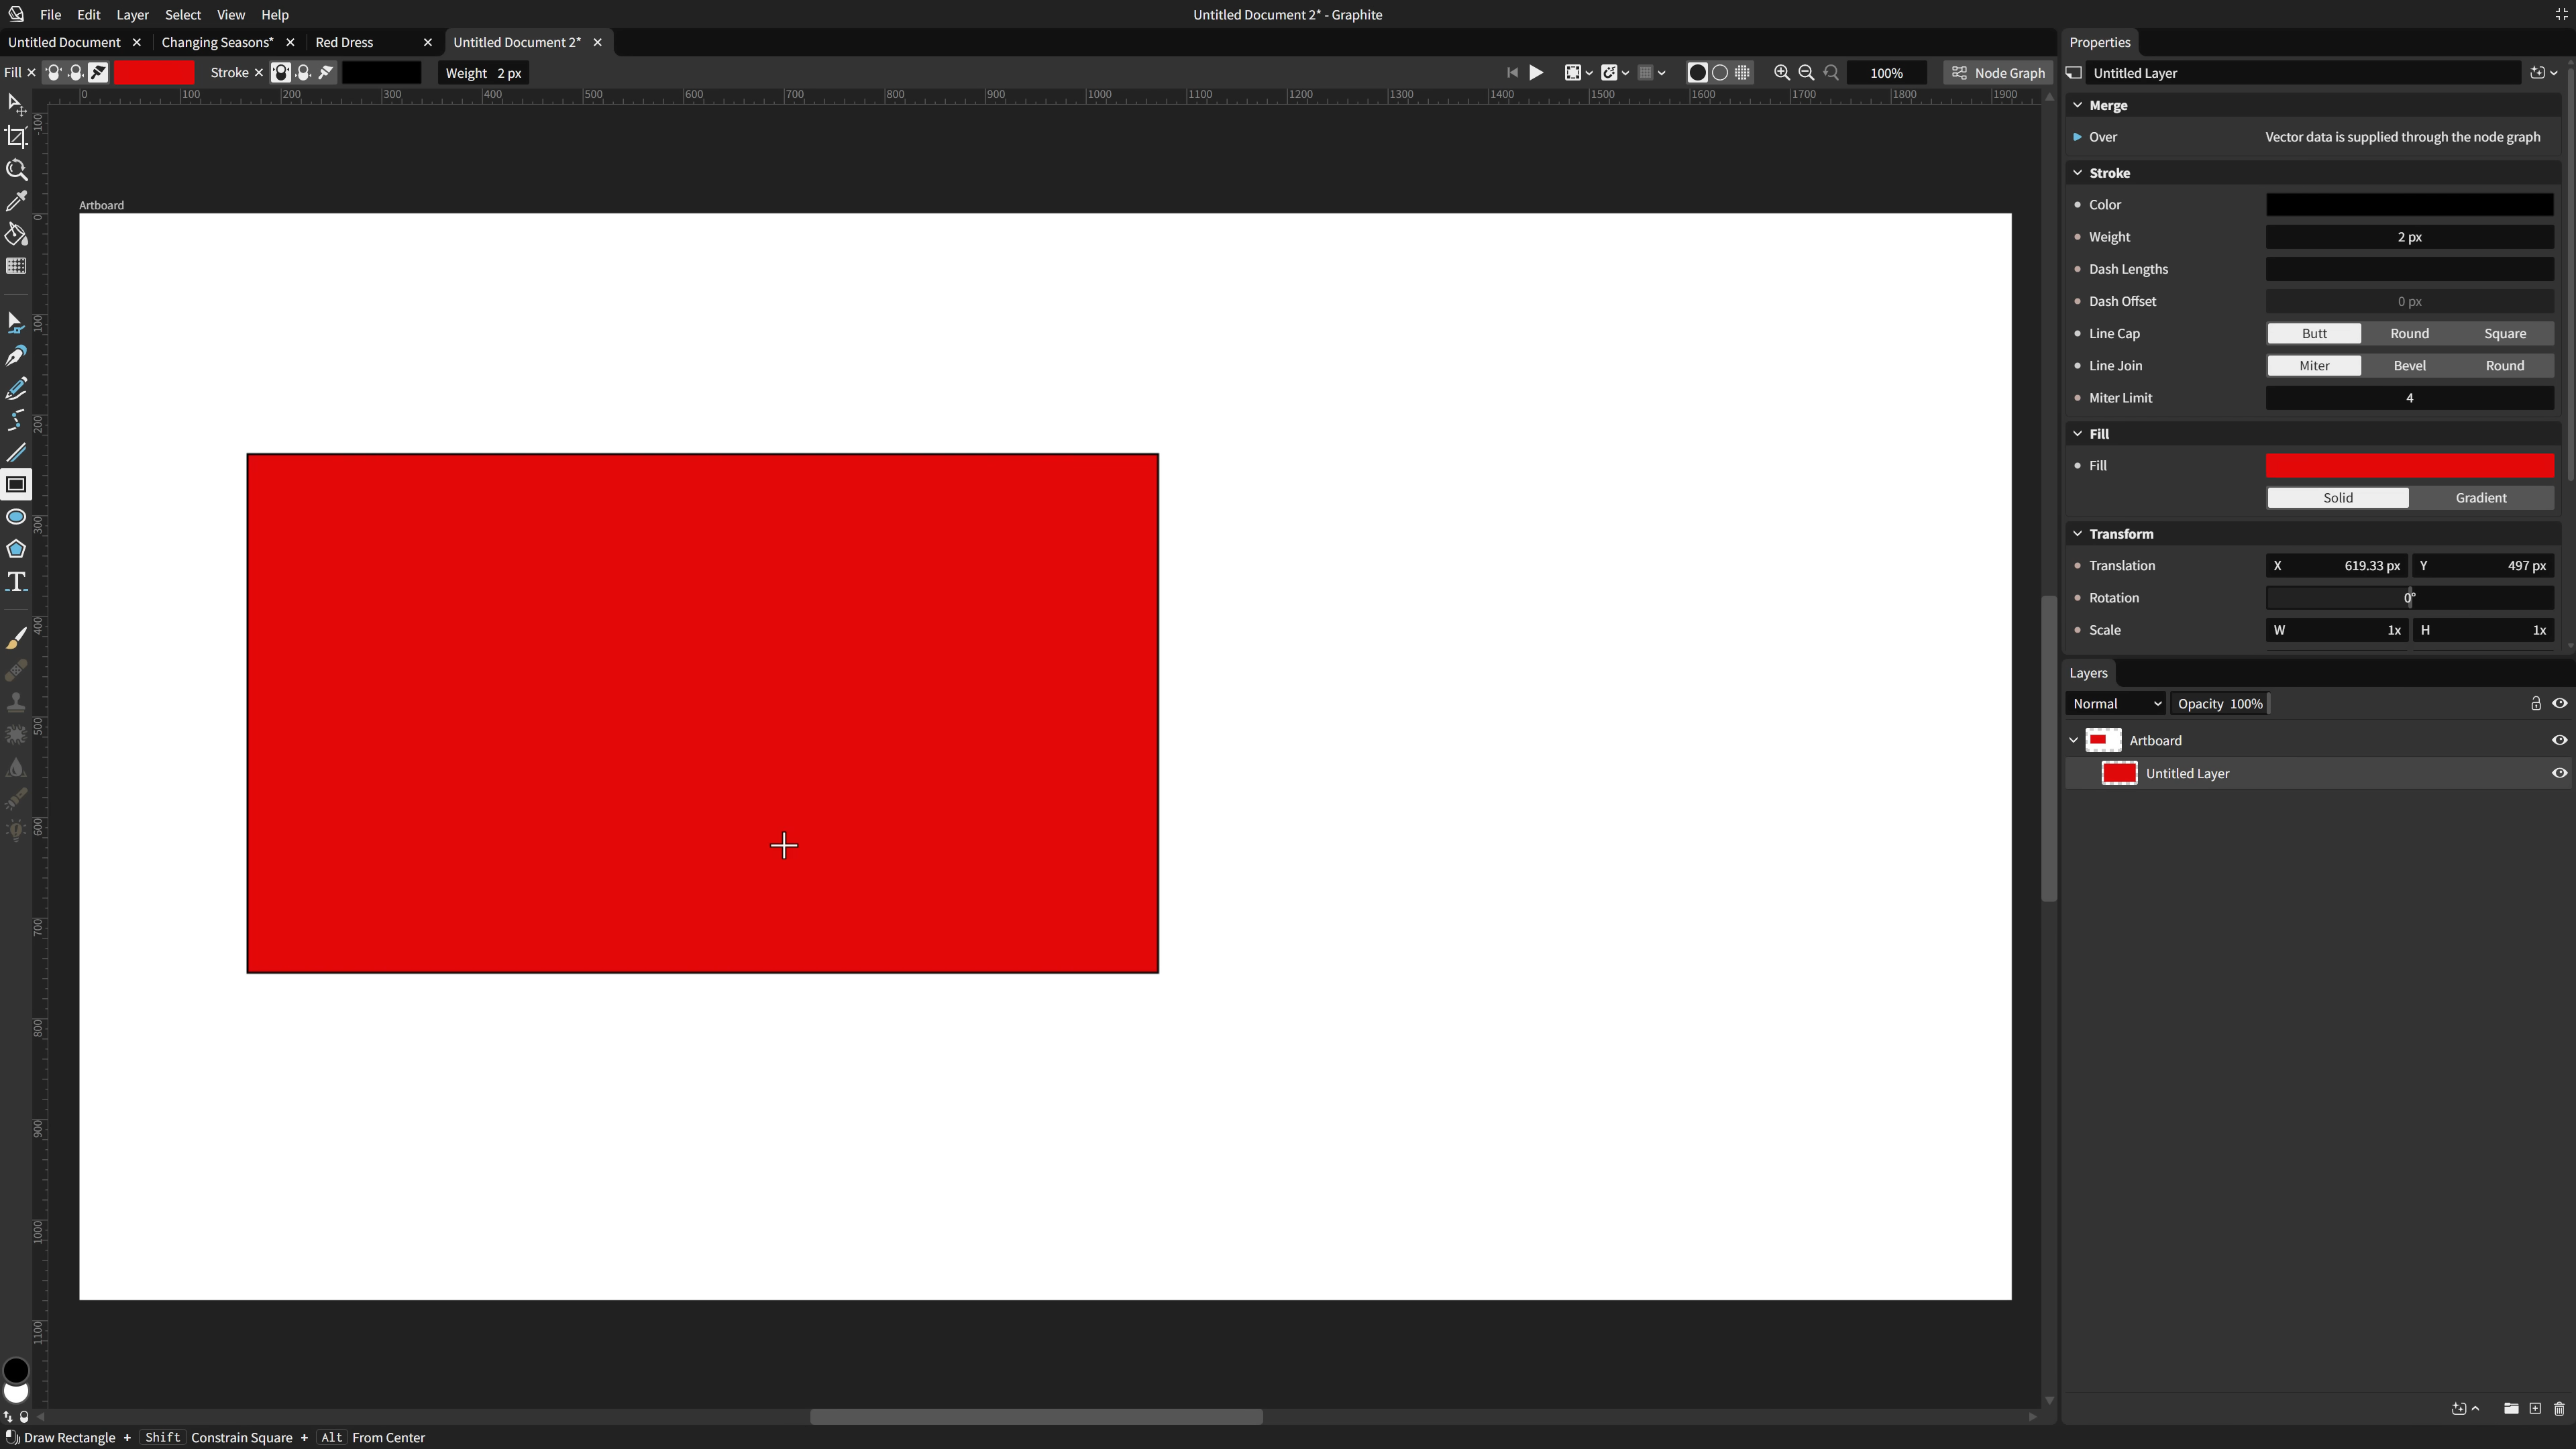 File Edit Layer Select View Help
Untitled Document 2* - Graphite
Untitled Document Changing Seasons* Red Dress Untitled Document 2*
Fill Stroke Weight 2 px 100% Node Graph
0 100 200 300 400 500 600 700 800 900 1000 1100 1200 1300 1400 1500 1600 1700 1800 1900
-100 0 100 200 300 400 500 600 700 800 900 1000 1100
Artboard
Properties
Untitled Layer
Merge
Over Vector data is supplied through the node graph
Stroke
Color
Weight 2 px
Dash Lengths
Dash Offset 0 px
Line Cap Butt Round Square
Line Join Miter Bevel Round
Miter Limit 4
Fill
Fill
Solid Gradient
Transform
Translation X 619.33 px Y 497 px
Rotation 0°
Scale W 1x H 1x
Layers
Normal Opacity 100%
Artboard
Untitled Layer
Draw Rectangle + Shift Constrain Square + Alt From Center